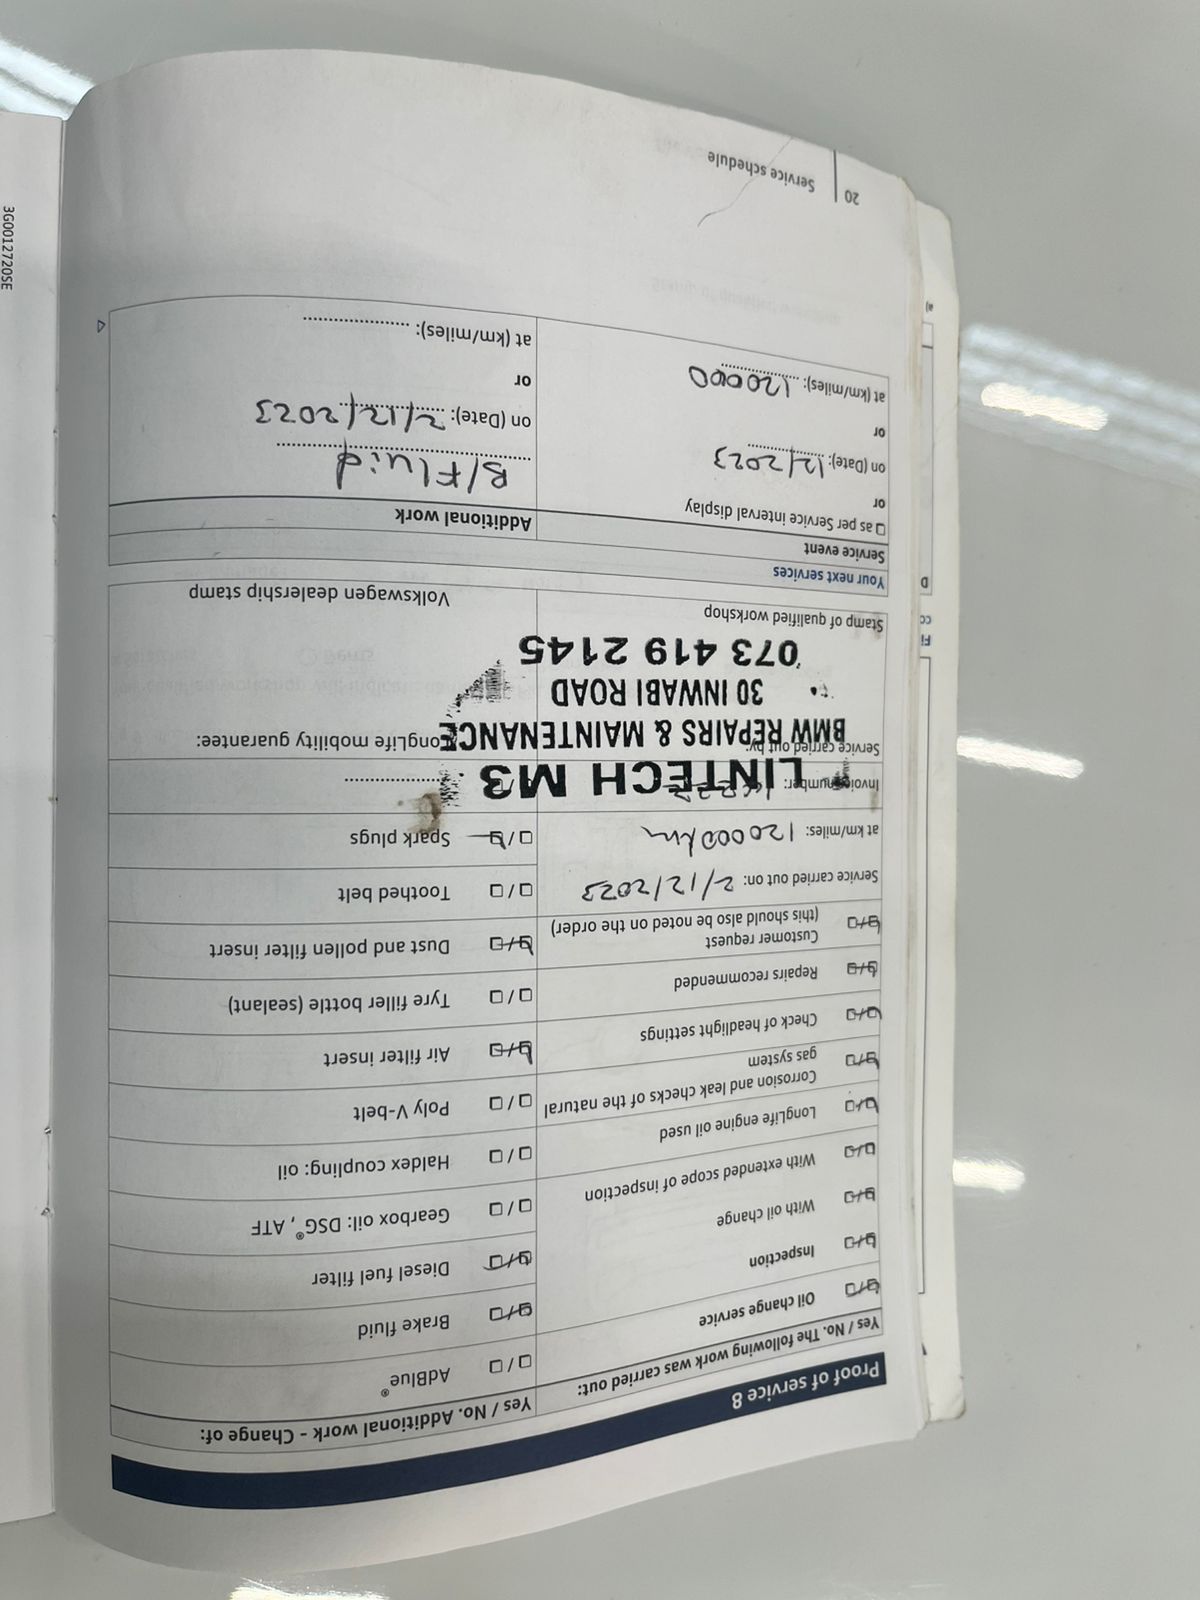 Proof of service 8
Yes / No. The following work was carried out:
Oil change service
Inspection
With oil change
With extended scope of inspection
LongLife engine oil used
Corrosion and leak checks of the natural
gas system
Check of headlight settings
Repairs recommended
Customer request
(this should also be noted on the order)
Service carried out on: 2/12/2023
at km/miles: 120000km
Invoice number:
Service carried out by:
LINTECH M3
BMW REPAIRS & MAINTENANCE
30 INWABI ROAD
073 419 2145
Stamp of qualified workshop
Yes / No. Additional work - Change of:
AdBlue®
Brake fluid
Diesel fuel filter
Gearbox oil: DSG®, ATF
Haldex coupling: oil
Poly V-belt
Air filter insert
Tyre filler bottle (sealant)
Dust and pollen filter insert
Toothed belt
Spark plugs
LongLife mobility guarantee:
Volkswagen dealership stamp
Your next services
Service event
as per Service interval display
or
on (Date): 12/2023
or
at (km/miles): 120000
Additional work
B/Fluid
on (Date): 2/12/2023
or
at (km/miles):
20
Service schedule
3G0012720SE